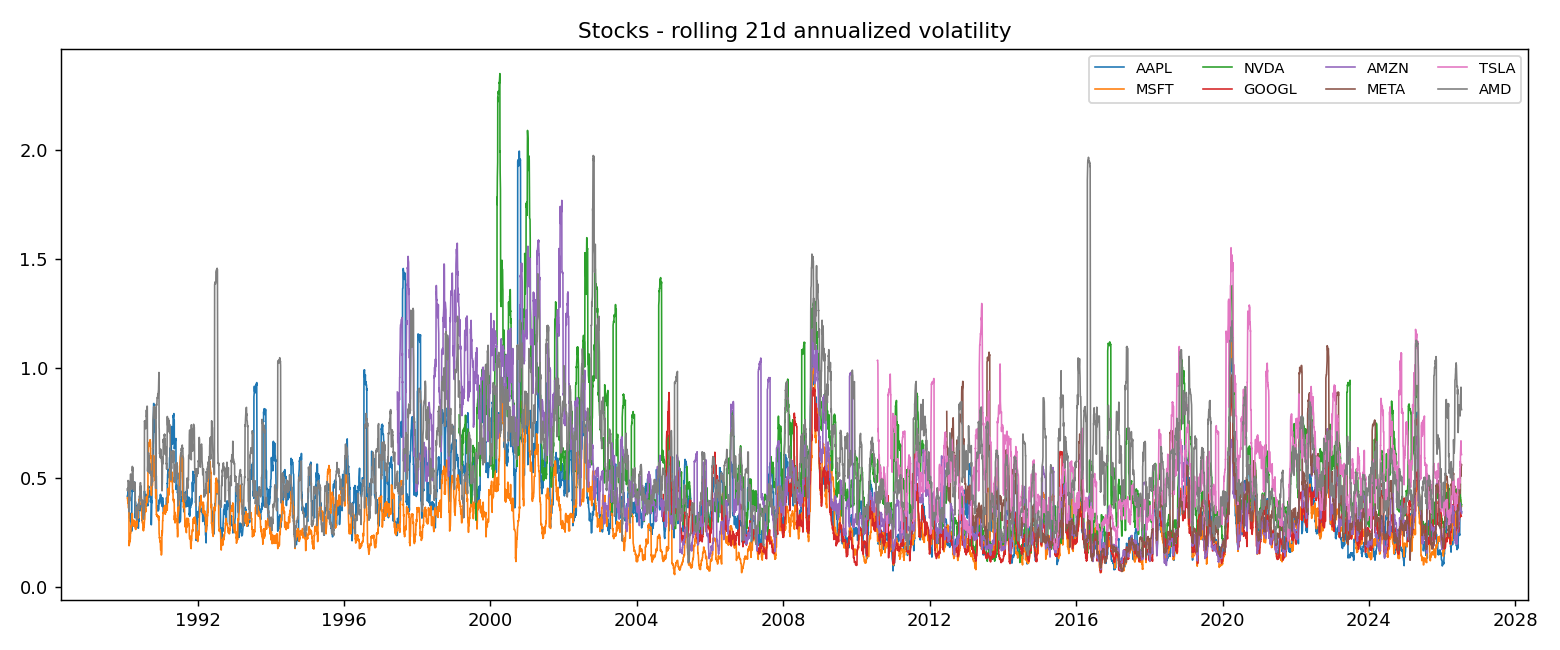 Stocks - rolling 21d annualized volatility
AAPL NVDA AMZN TSLA
MSFT GOOGL META AMD
2.0
1.5
1.0
0.5
0.0
1992 1996 2000 2004 2008 2012 2016 2020 2024 2028